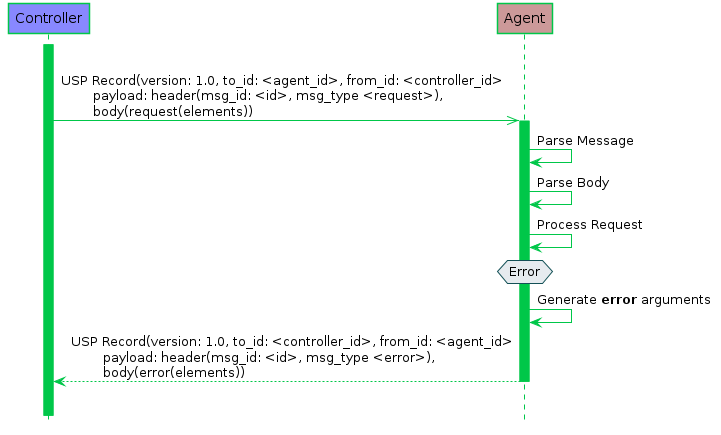 Controller
Agent
USP Record(version: 1.0, to_id: <agent_id>, from_id: <controller_id>
payload: header(msg_id: <id>, msg_type <request>),
body(request(elements))
Parse Message
Parse Body
Process Request
Error
Generate error arguments
USP Record(version: 1.0, to_id: <controller_id>, from_id: <agent_id>
payload: header(msg_id: <id>, msg_type <error>),
body(error(elements))